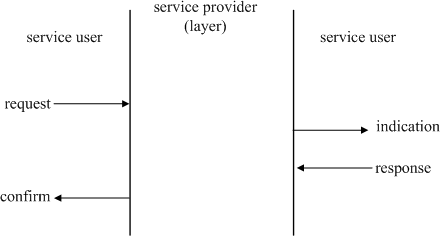 service provider
(layer)
service user
service user
request
indication
response
confirm